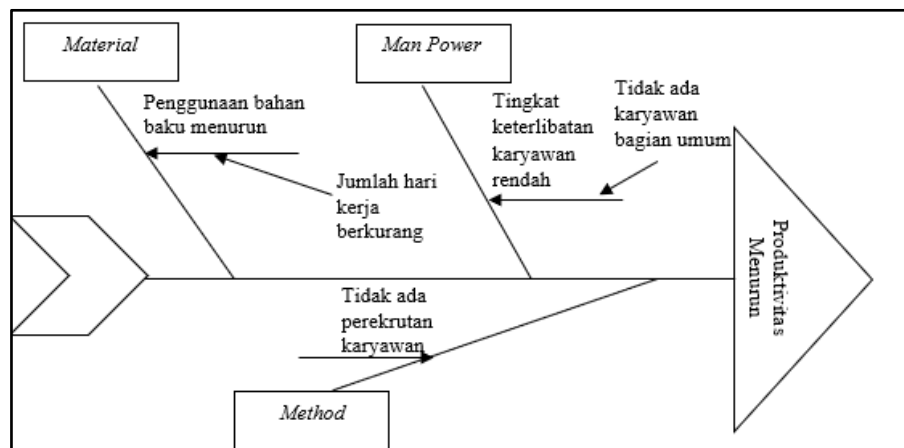 Material
Man Power
Penggunaan bahan
baku menurun
Jumlah hari
kerja
berkurang
Tingkat
keterlibatan
karyawan
rendah
Tidak ada
karyawan
bagian umum
Produktivitas
Menurun
Tidak ada
perekrutan
karyawan
Method